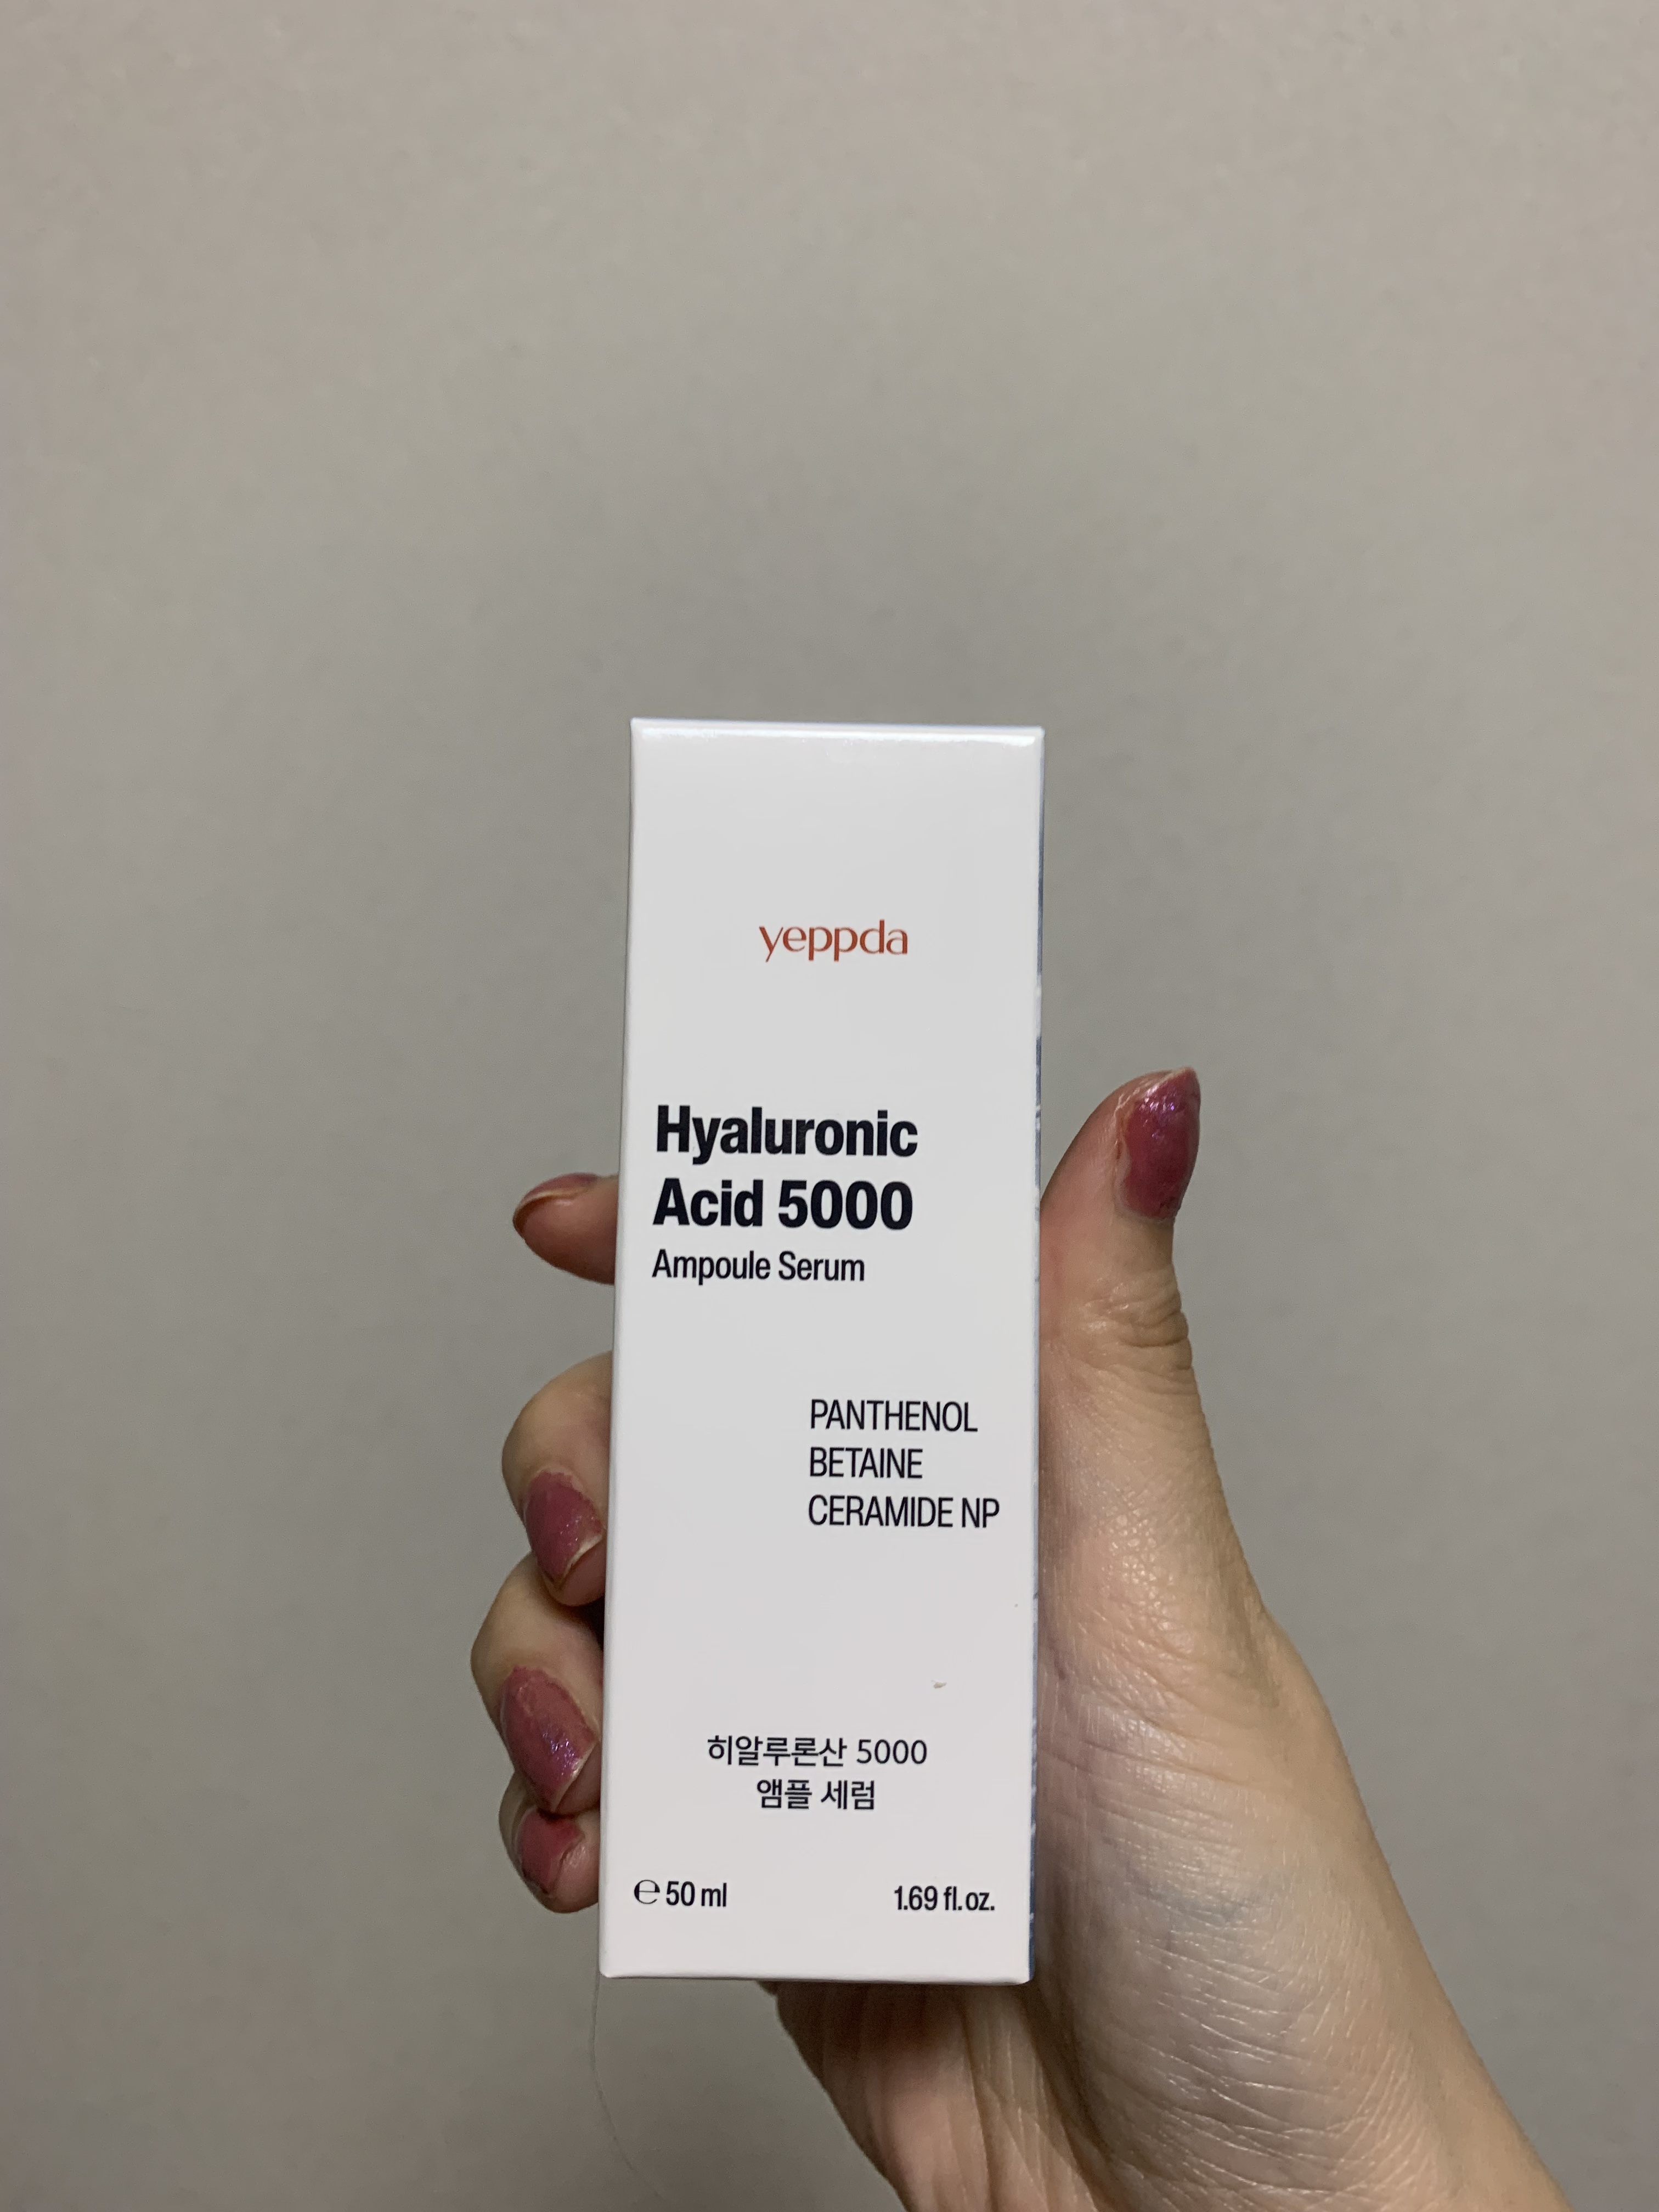 yeppda
Hyaluronic
Acid 5000
Ampoule Serum
PANTHENOL
BETAINE
CERAMIDE NP
히알루론산 5000
앰플 세럼
℮ 50 ml 1.69 fl.oz.